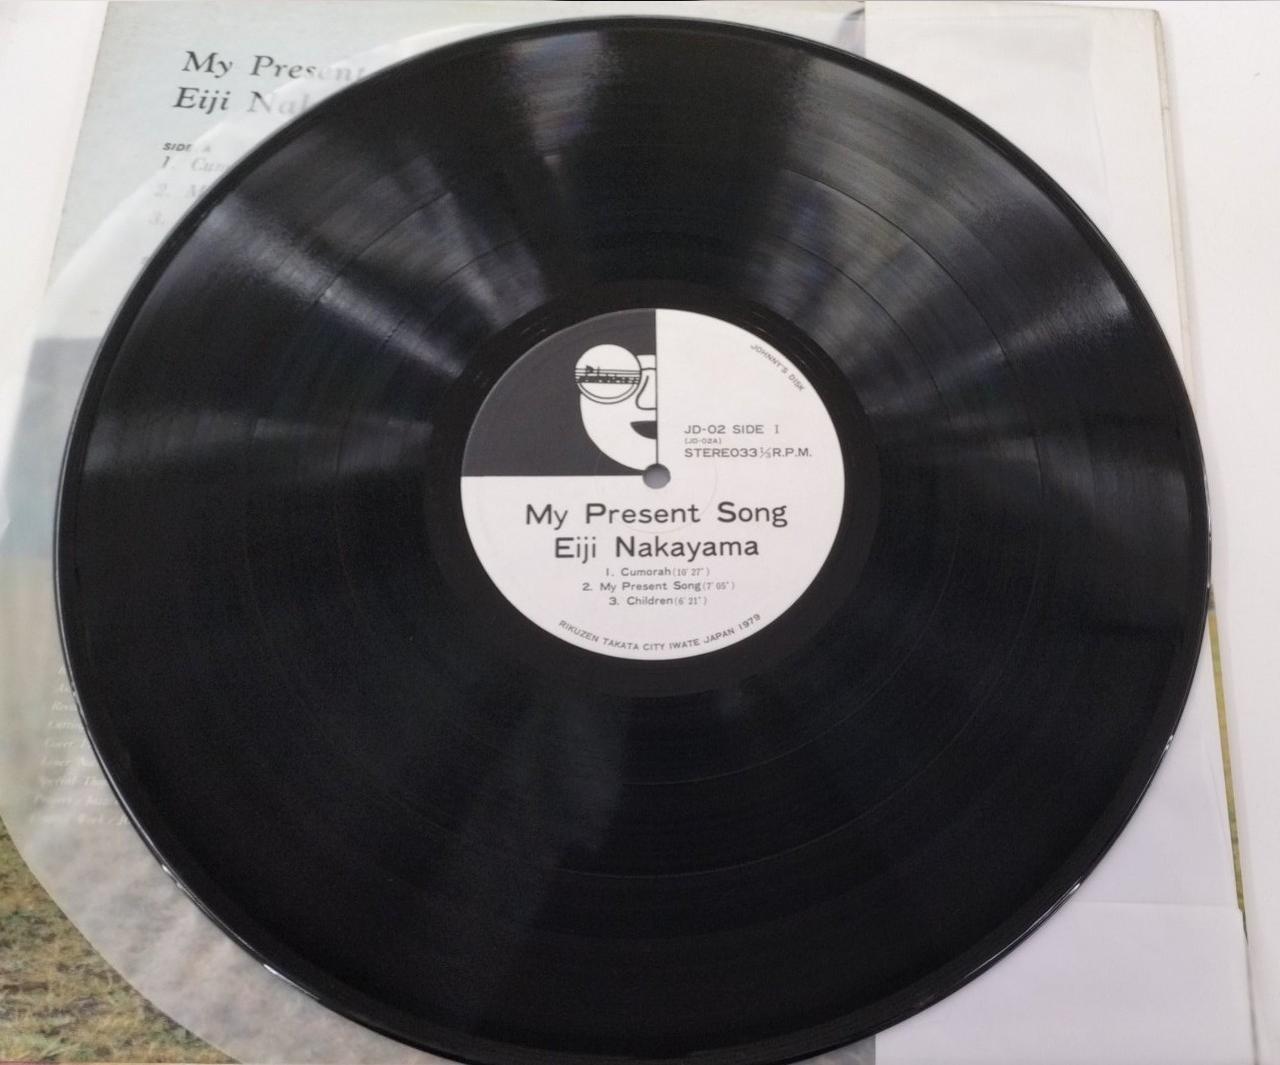 My Present
Eiji Nak
SIDE A
1. Cum
2. M
3.
JOHNNY'S DISK
JD-02 SIDE I
(JD-02A)
STEREO33⅓R.P.M.
My Present Song
Eiji Nakayama
1. Cumorah(10'27")
2. My Present Song(7'05")
3. Children(6'21")
RIKUZEN TAKATA CITY IWATE JAPAN 1979